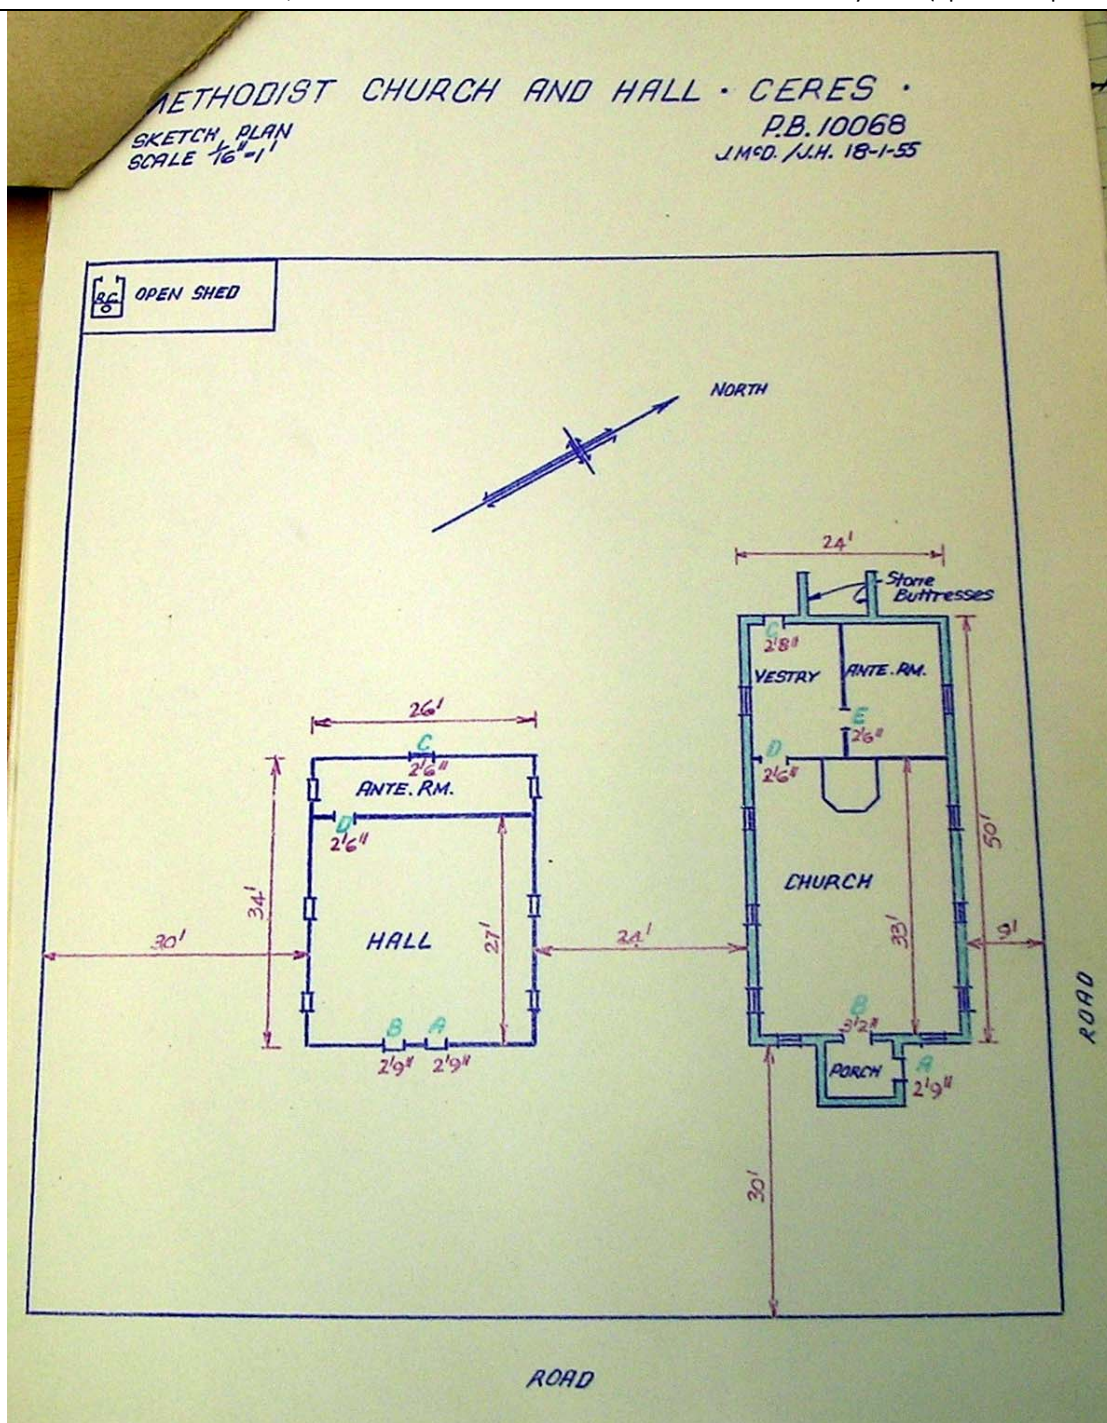 METHODIST CHURCH AND HALL · CERES ·
SKETCH PLAN
SCALE 1/16"=1'
P.B. 10068
J.McD. /J.H. 18-1-55
OPEN SHED
NORTH
24'
Stone
Buttresses
C
2'8"
VESTRY
ANTE. RM.
E
2'6"
D
2'6"
50'
CHURCH
33'
9'
B
3'2"
PORCH
A
2'9"
30'
26'
C
2'6"
ANTE. RM.
D
2'6"
34'
27'
HALL
30'
24'
B
A
2'9"
2'9"
ROAD
ROAD